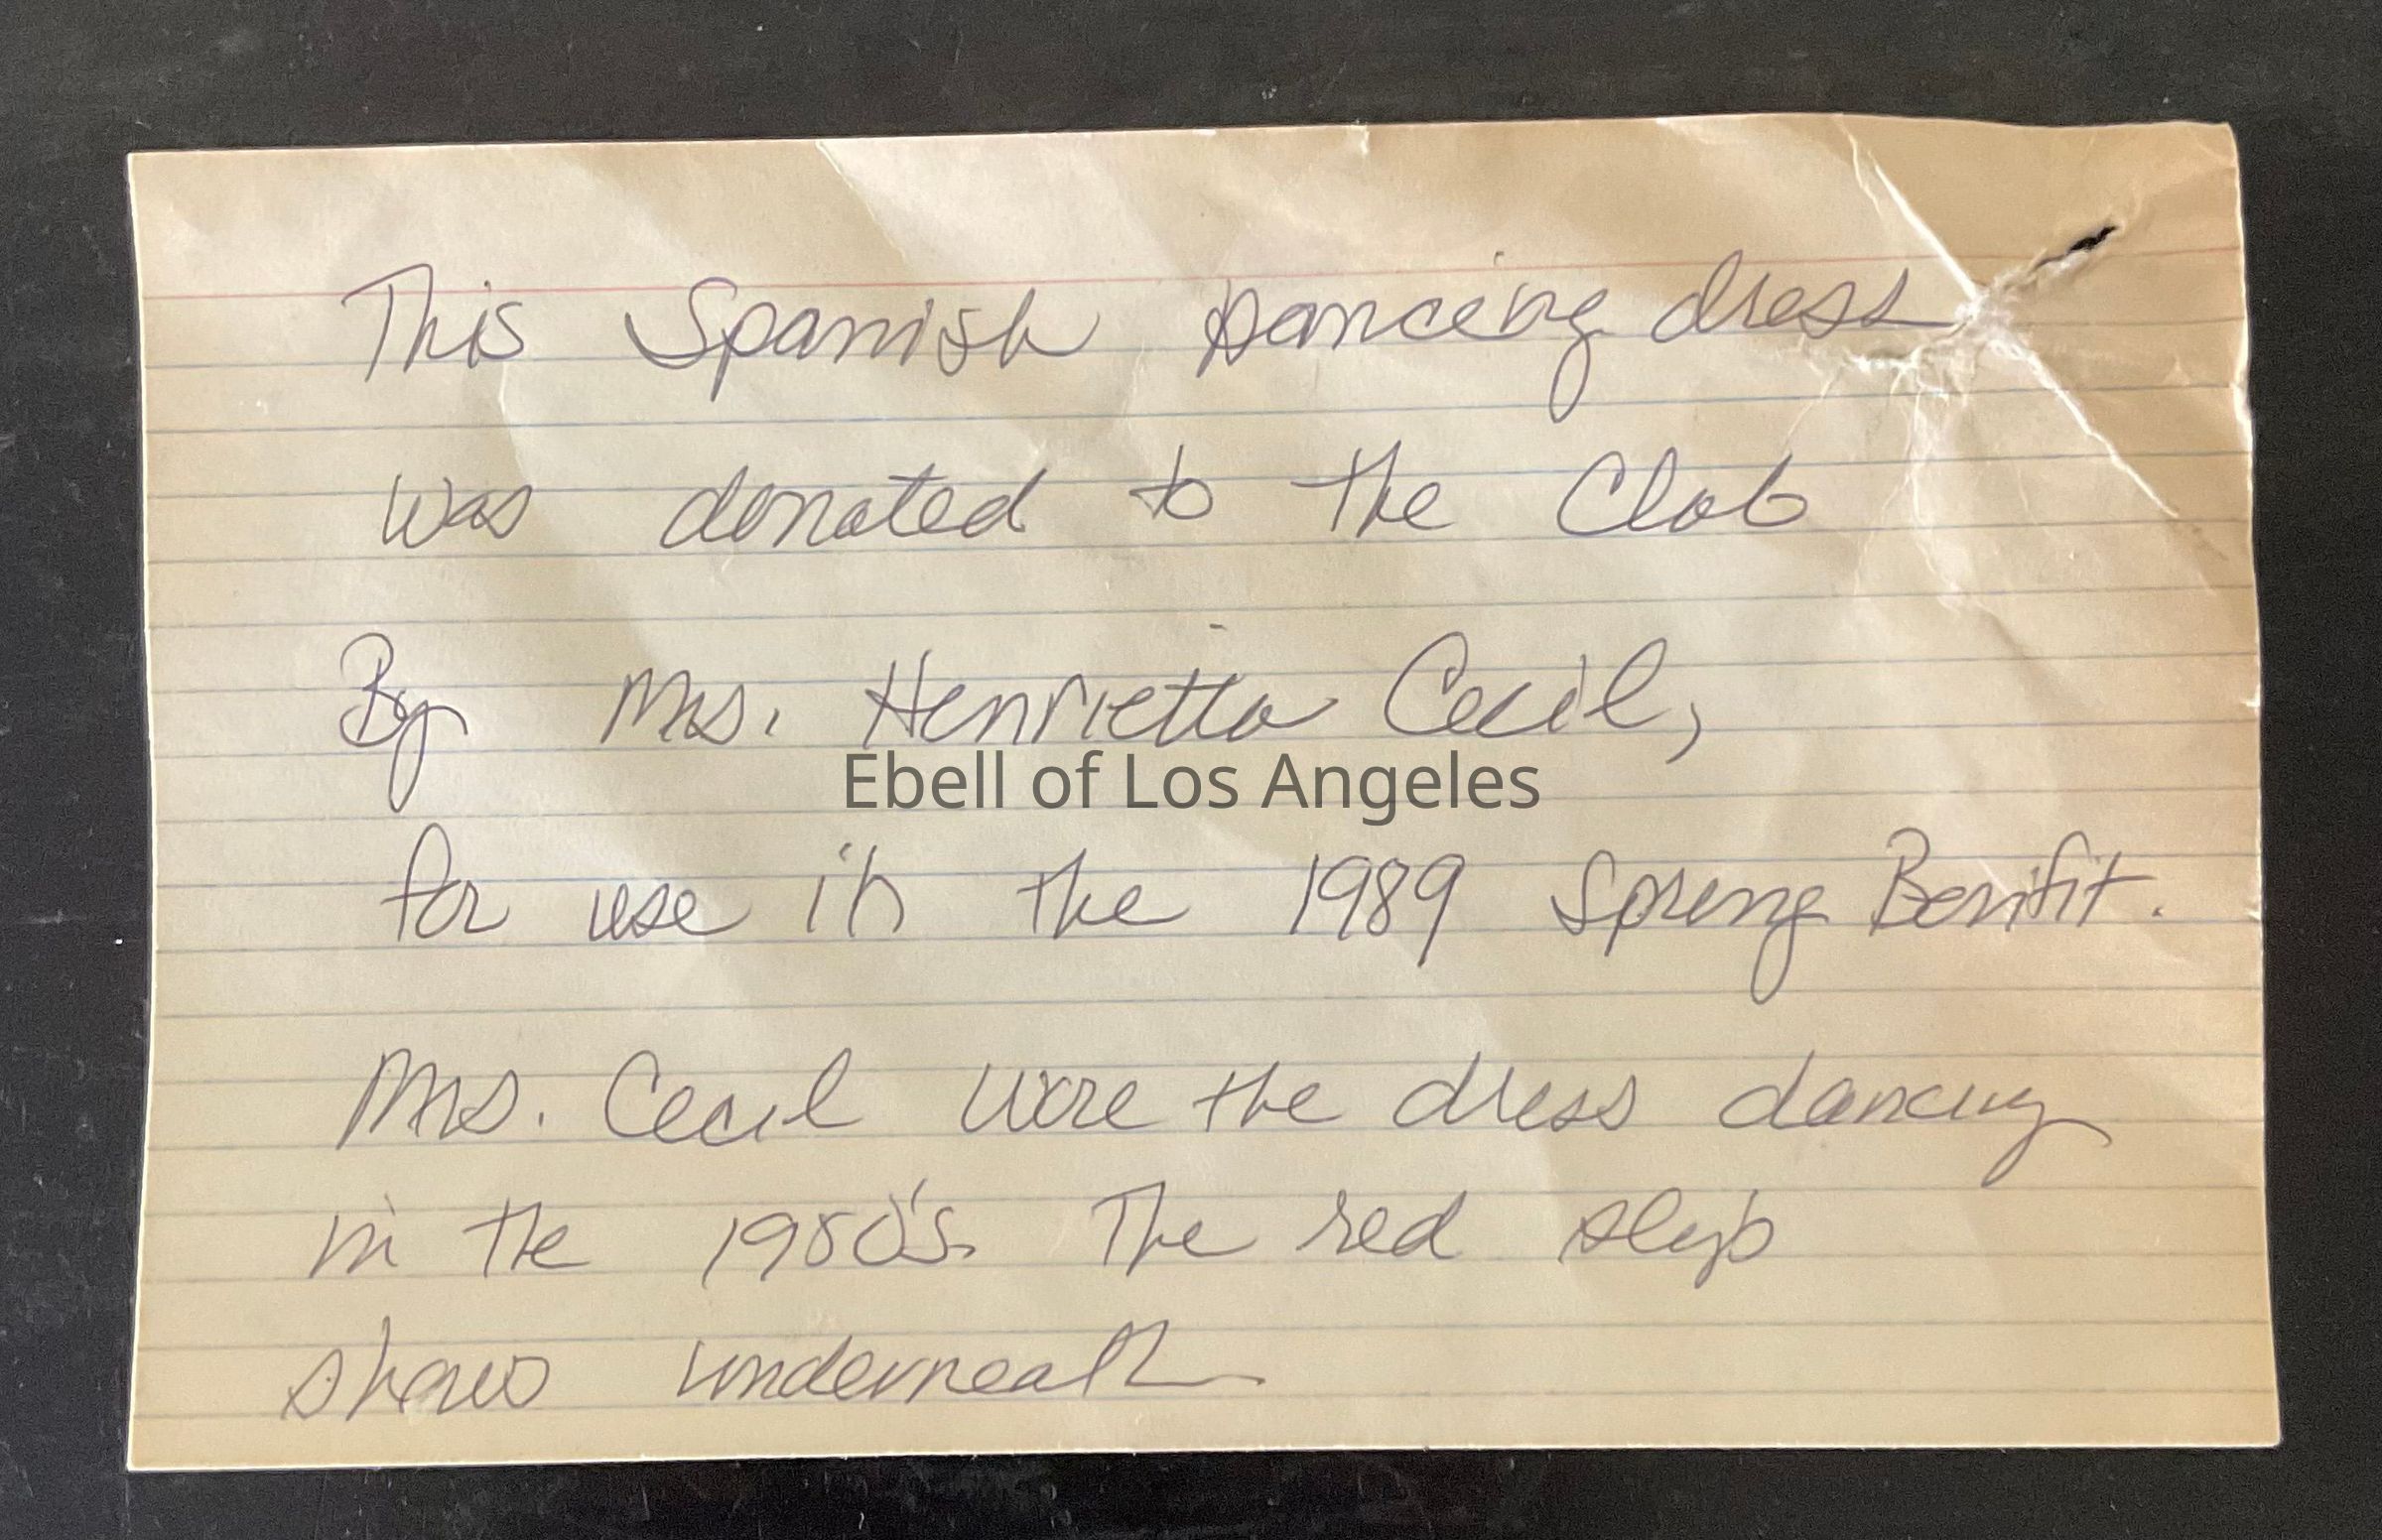 This Spanish Dancing dress
was donated to the Club
By Mrs. Henrietta Cecil,
Ebell of Los Angeles
for use in the 1989 Spring Benifit.
Mrs. Cecil wore the dress dancing
in the 1980's. The red slip
shows underneath